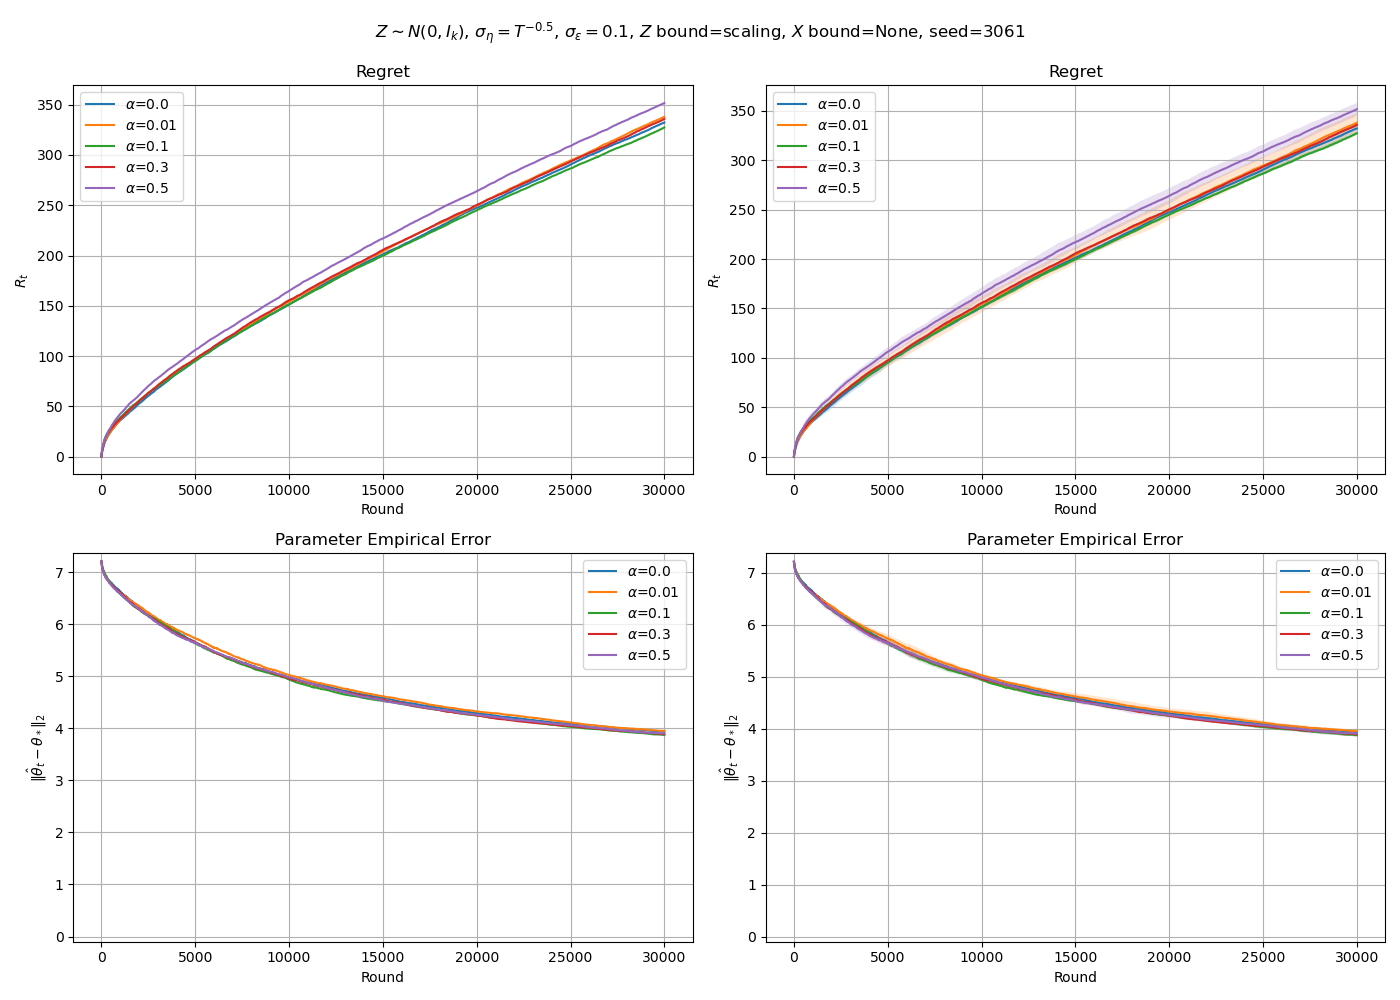 Z ∼ N(0, I_k), σ_η = T^{−0.5}, σ_ε = 0.1, Z bound=scaling, X bound=None, seed=3061
Regret
α=0.0
α=0.01
α=0.1
α=0.3
α=0.5
350
300
250
200
150
100
50
0
R_t
0 5000 10000 15000 20000 25000 30000
Round
Regret
α=0.0
α=0.01
α=0.1
α=0.3
α=0.5
350
300
250
200
150
100
50
0
R_t
0 5000 10000 15000 20000 25000 30000
Round
Parameter Empirical Error
α=0.0
α=0.01
α=0.1
α=0.3
α=0.5
7
6
5
4
3
2
1
0
‖θ̂_t − θ_*‖_2
0 5000 10000 15000 20000 25000 30000
Round
Parameter Empirical Error
α=0.0
α=0.01
α=0.1
α=0.3
α=0.5
7
6
5
4
3
2
1
0
‖θ̂_t − θ_*‖_2
0 5000 10000 15000 20000 25000 30000
Round